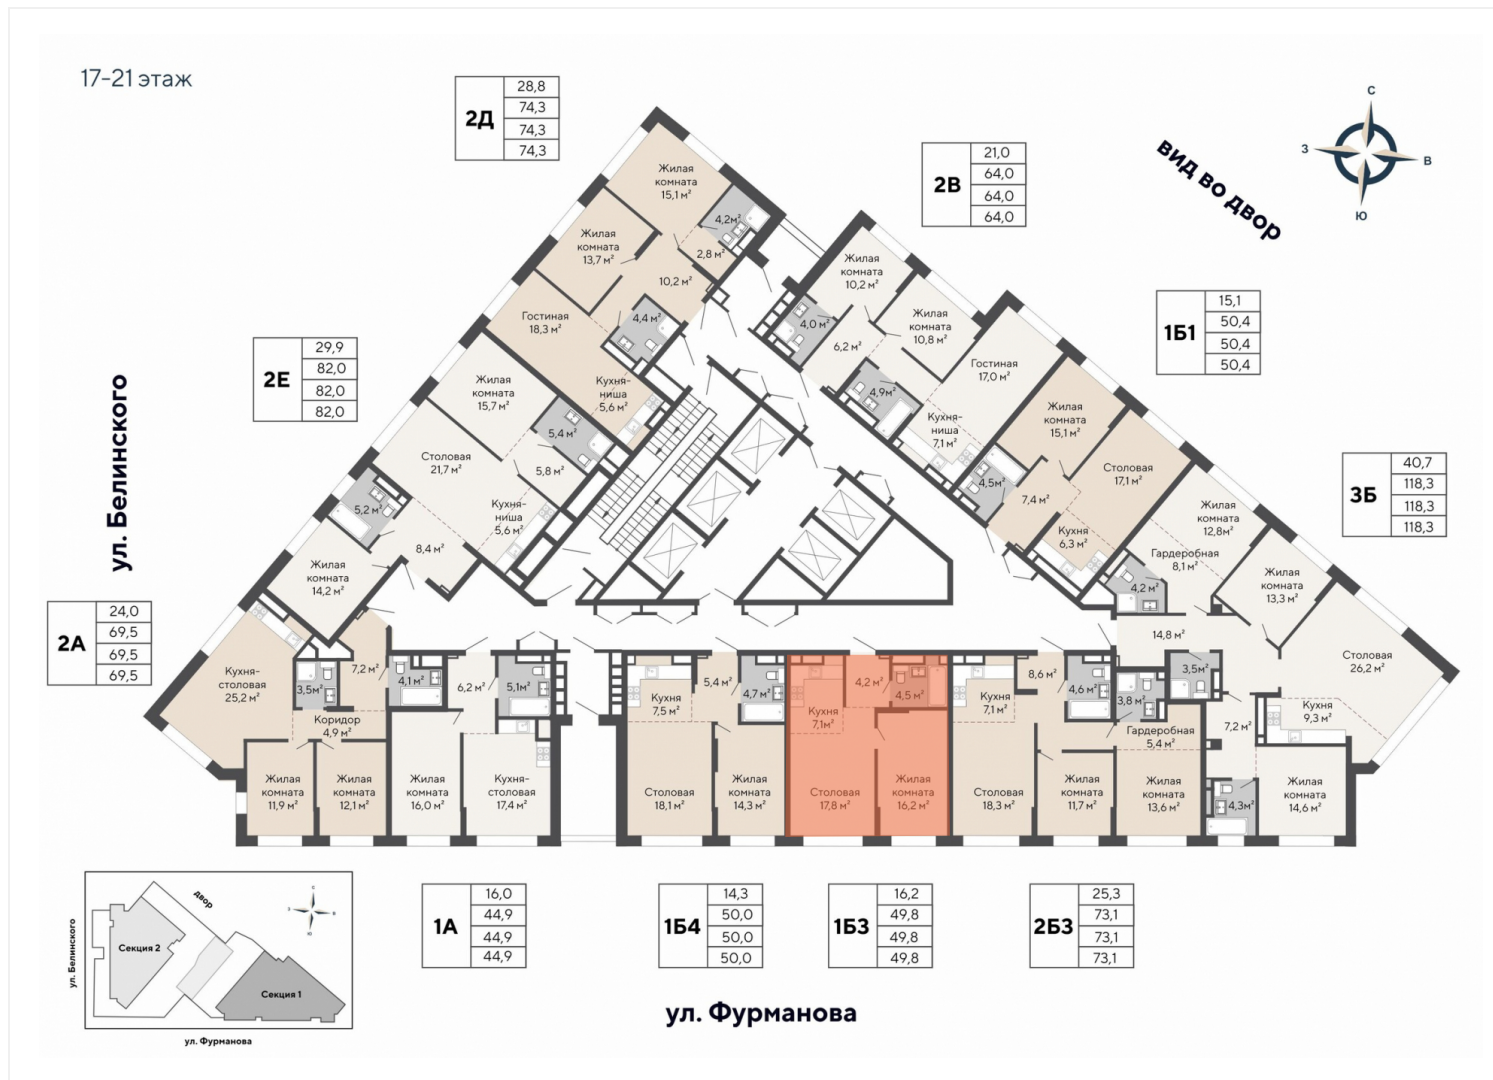 17-21 этаж
2Д
28,8
74,3
74,3
74,3
2В
21,0
64,0
64,0
64,0
вид во двор
С
З
В
Ю
1Б1
15,1
50,4
50,4
50,4
2Е
29,9
82,0
82,0
82,0
3Б
40,7
118,3
118,3
118,3
ул. Белинского
2А
24,0
69,5
69,5
69,5
Жилая
комната
15,1 м²
4,2м²
2,8 м²
Жилая
комната
13,7 м²
10,2 м²
Гостиная
18,3 м²
4,4 м²
Кухня-
ниша
5,6 м²
Жилая
комната
15,7 м²
5,4 м²
Столовая
21,7 м²
5,8 м²
Кухня-
ниша
5,6 м²
5,2 м²
8,4 м²
Жилая
комната
14,2 м²
Жилая
комната
10,2 м²
4,0 м²
6,2 м²
Жилая
комната
10,8 м²
Гостиная
17,0 м²
4,9м²
Кухня-
ниша
7,1 м²
Жилая
комната
15,1 м²
4,5м²
7,4 м²
Столовая
17,1 м²
Кухня
6,3 м²
Жилая
комната
12,8м²
Гардеробная
8,1 м²
4,2 м²
Жилая
комната
13,3 м²
14,8 м²
Столовая
26,2 м²
3,5м²
3,8 м²
7,2 м²
Кухня
9,3 м²
4,3м²
Жилая
комната
14,6 м²
Кухня-
столовая
25,2 м²
3,5м²
7,2 м²
Коридор
4,9 м²
Жилая
комната
11,9 м²
Жилая
комната
12,1 м²
4,1 м²
6,2 м²
5,1м²
Жилая
комната
16,0 м²
Кухня-
столовая
17,4 м²
Кухня
7,5 м²
5,4 м²
4,7 м²
Столовая
18,1 м²
Жилая
комната
14,3 м²
Кухня
7,1м²
4,2 м²
4,5 м²
Столовая
17,8 м²
Жилая
комната
16,2 м²
Кухня
7,1 м²
8,6 м²
4,6 м²
Столовая
18,3 м²
Жилая
комната
11,7 м²
Гардеробная
5,4 м²
Жилая
комната
13,6 м²
1А
16,0
44,9
44,9
44,9
1Б4
14,3
50,0
50,0
50,0
1Б3
16,2
49,8
49,8
49,8
2Б3
25,3
73,1
73,1
73,1
ул. Фурманова
ул. Белинского
двор
Секция 2
Секция 1
с
з
в
ю
ул. Фурманова